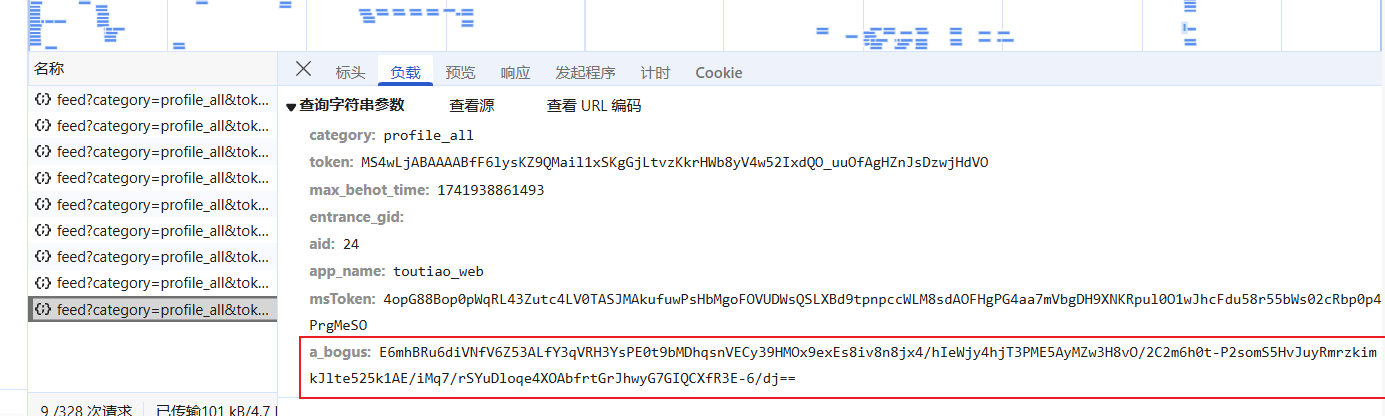 名称
标头 负载 预览 响应 发起程序 计时 Cookie
查询字符串参数 查看源 查看 URL 编码
feed?category=profile_all&tok...
feed?category=profile_all&tok...
feed?category=profile_all&tok...
feed?category=profile_all&tok...
feed?category=profile_all&tok...
feed?category=profile_all&tok...
feed?category=profile_all&tok...
feed?category=profile_all&tok...
feed?category=profile_all&tok...
category: profile_all
token: MS4wLjABAAAABfF6lysKZ9QMail1xSKgGjLtvzKkrHWb8yV4w52IxdQO_uuOfAgHZnJsDzwjHdVO
max_behot_time: 1741938861493
entrance_gid:
aid: 24
app_name: toutiao_web
msToken: 4opG88Bop0pWqRL43Zutc4LV0TASJMAkufuwPsHbMgoFOVUDWsQSLXBd9tpnpccWLM8sdAOFHgPG4aa7mVbgDH9XNKRpul0O1wJhcFdu58r55bWs02cRbp0p4
PrgMeSO
a_bogus: E6mhBRu6diVNfV6Z53ALfY3qVRH3YsPE0t9bMDhqsnVECy39HMOx9exEs8iv8n8jx4/hIeWjy4hjT3PME5AyMZw3H8vO/2C2m6h0t-P2somS5HvJuyRmrzkim
kJlte525k1AE/iMq7/rSYuDloqe4XOAbfrtGrJhwyG7GIQCXfR3E-6/dj==
9 /328 次请求 已传输101 kB/4.7